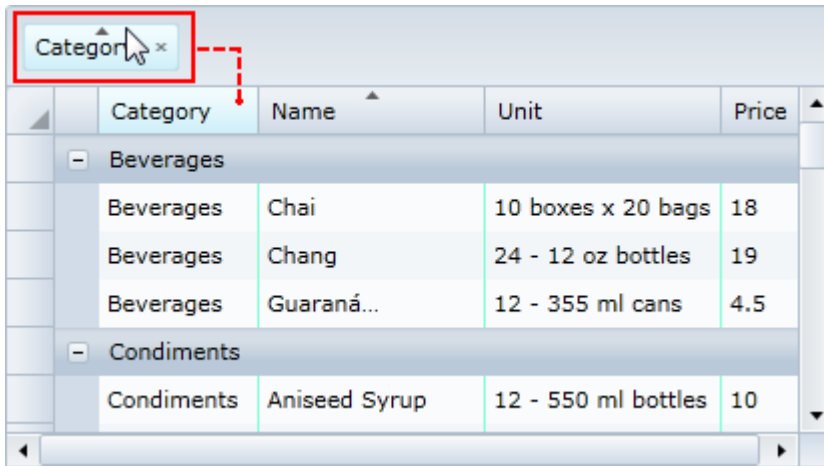 Category ×
Category Name Unit Price
Beverages
Beverages Chai 10 boxes x 20 bags 18
Beverages Chang 24 - 12 oz bottles 19
Beverages Guaraná... 12 - 355 ml cans 4.5
Condiments
Condiments Aniseed Syrup 12 - 550 ml bottles 10